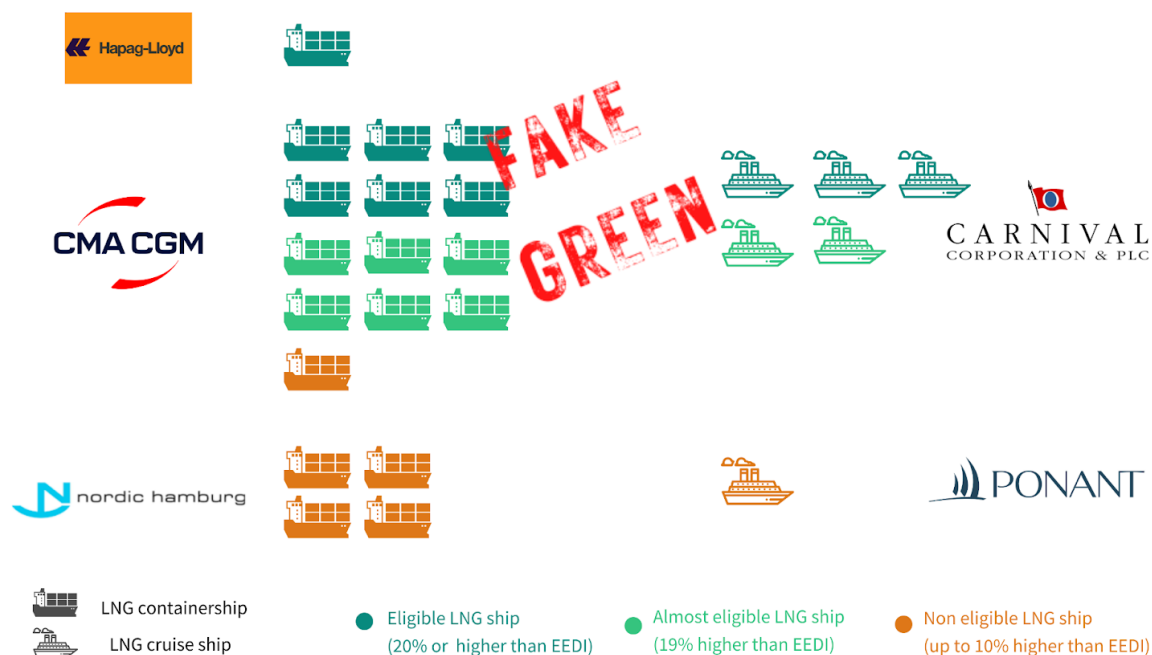 Hapag-Lloyd
FAKE
GREEN
CMA CGM
CARNIVAL
CORPORATION & PLC
nordic hamburg
PONANT
LNG containership
LNG cruise ship
Eligible LNG ship
(20% or higher than EEDI)
Almost eligible LNG ship
(19% higher than EEDI)
Non eligible LNG ship
(up to 10% higher than EEDI)